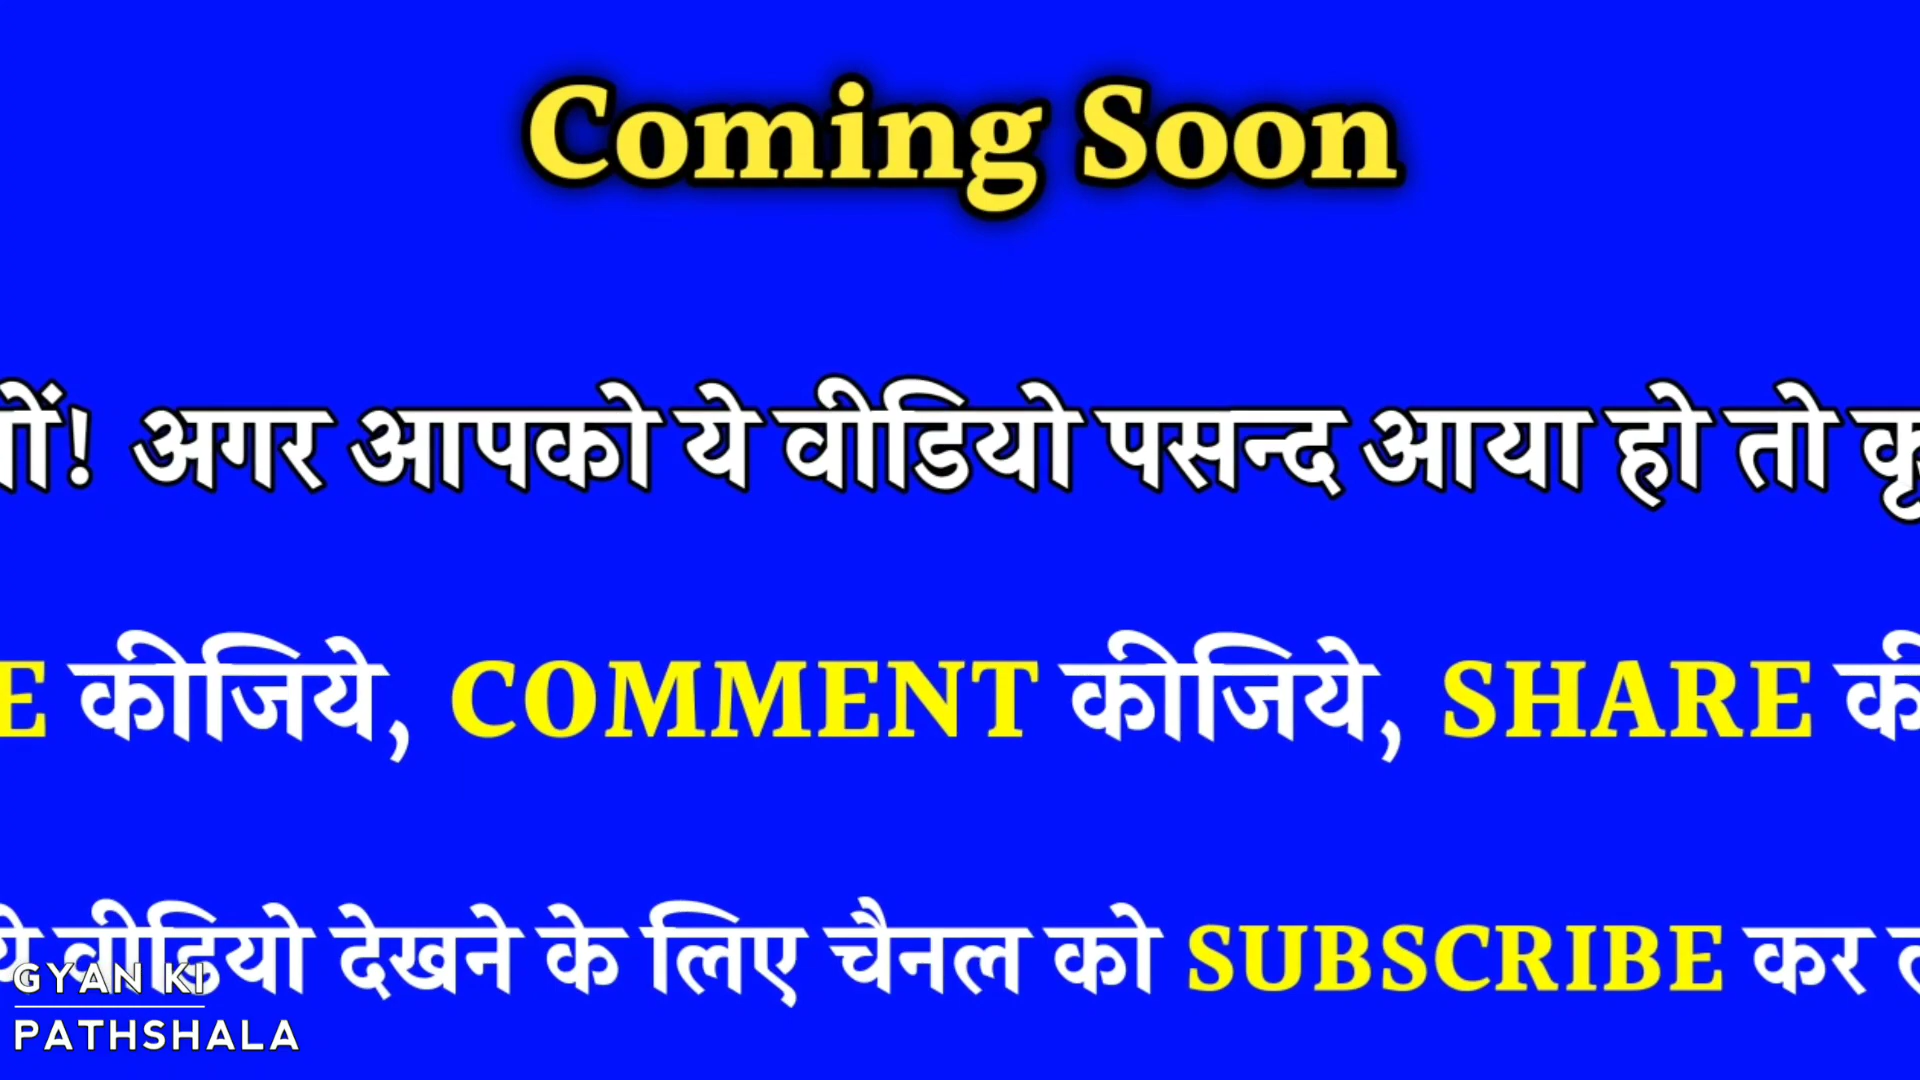 Coming Soon
अगर आपको ये वीडियो पसन्द आया हो तो
कीजिये, COMMENT कीजिये, SHARE
वीडियो देखने के लिए चैनल को SUBSCRIBE कर
GYAN KI
PATHSHALA